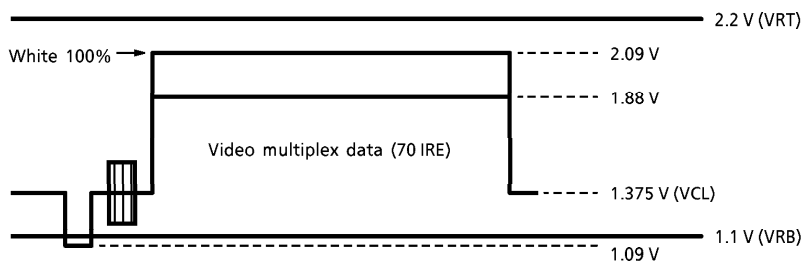 2.2 V (VRT)
White 100%
2.09 V
1.88 V
Video multiplex data (70 IRE)
1.375 V (VCL)
1.1 V (VRB)
1.09 V